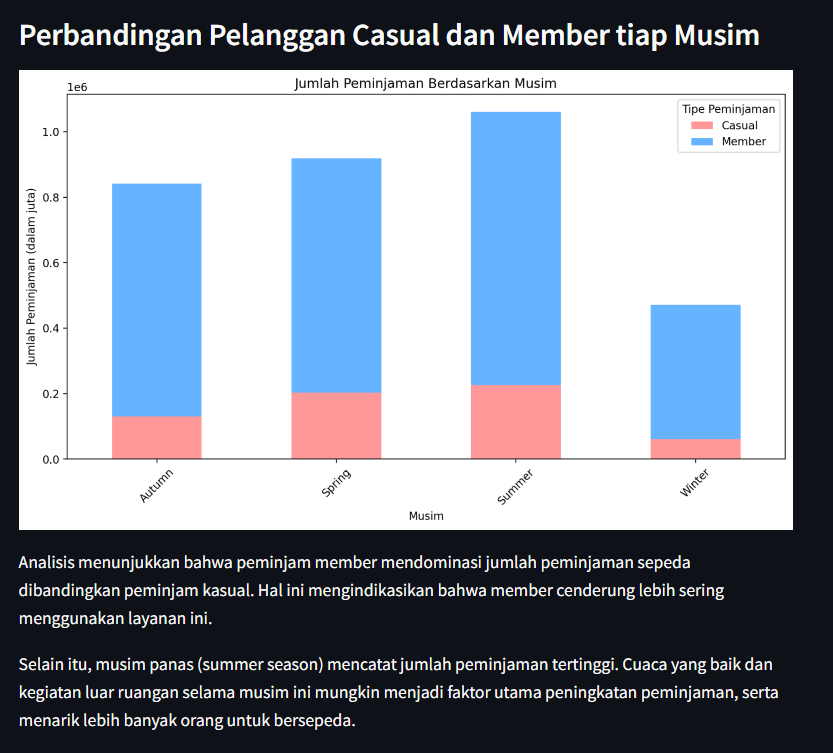 Perbandingan Pelanggan Casual dan Member tiap Musim
Jumlah Peminjaman Berdasarkan Musim
1e6
Tipe Peminjaman
Casual
Member
1.0
0.8
0.6
0.4
0.2
0.0
Jumlah Peminjaman (dalam juta)
Autumn
Spring
Summer
Winter
Musim
Analisis menunjukkan bahwa peminjam member mendominasi jumlah peminjaman sepeda
dibandingkan peminjam kasual. Hal ini mengindikasikan bahwa member cenderung lebih sering
menggunakan layanan ini.
Selain itu, musim panas (summer season) mencatat jumlah peminjaman tertinggi. Cuaca yang baik dan
kegiatan luar ruangan selama musim ini mungkin menjadi faktor utama peningkatan peminjaman, serta
menarik lebih banyak orang untuk bersepeda.